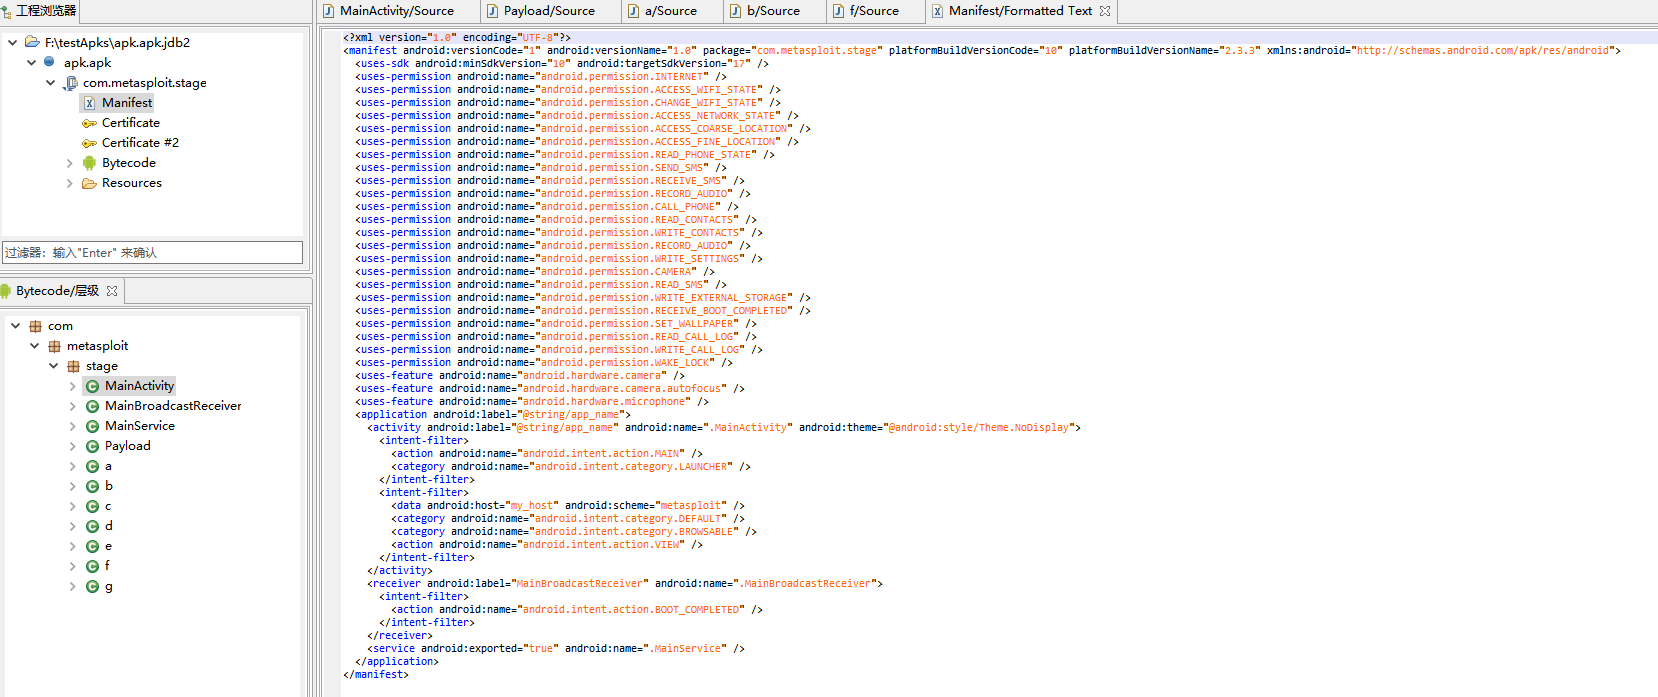 工程浏览器
F:\testApks\apk.apk.jdb2
apk.apk
com.metasploit.stage
Manifest
Certificate
Certificate #2
Bytecode
Resources
过滤器: 输入"Enter" 来确认
Bytecode/层级
com
metasploit
stage
MainActivity
MainBroadcastReceiver
MainService
Payload
a
b
c
d
e
f
g
MainActivity/Source
Payload/Source
a/Source
b/Source
f/Source
Manifest/Formatted Text
<?xml version="1.0" encoding="UTF-8"?>
<manifest android:versionCode="1" android:versionName="1.0" package="com.metasploit.stage" platformBuildVersionCode="10" platformBuildVersionName="2.3.3" xmlns:android="http://schemas.android.com/apk/res/android">
<uses-sdk android:minSdkVersion="10" android:targetSdkVersion="17" />
<uses-permission android:name="android.permission.INTERNET" />
<uses-permission android:name="android.permission.ACCESS_WIFI_STATE" />
<uses-permission android:name="android.permission.CHANGE_WIFI_STATE" />
<uses-permission android:name="android.permission.ACCESS_NETWORK_STATE" />
<uses-permission android:name="android.permission.ACCESS_COARSE_LOCATION" />
<uses-permission android:name="android.permission.ACCESS_FINE_LOCATION" />
<uses-permission android:name="android.permission.READ_PHONE_STATE" />
<uses-permission android:name="android.permission.SEND_SMS" />
<uses-permission android:name="android.permission.RECEIVE_SMS" />
<uses-permission android:name="android.permission.RECORD_AUDIO" />
<uses-permission android:name="android.permission.CALL_PHONE" />
<uses-permission android:name="android.permission.READ_CONTACTS" />
<uses-permission android:name="android.permission.WRITE_CONTACTS" />
<uses-permission android:name="android.permission.RECORD_AUDIO" />
<uses-permission android:name="android.permission.WRITE_SETTINGS" />
<uses-permission android:name="android.permission.CAMERA" />
<uses-permission android:name="android.permission.READ_SMS" />
<uses-permission android:name="android.permission.WRITE_EXTERNAL_STORAGE" />
<uses-permission android:name="android.permission.RECEIVE_BOOT_COMPLETED" />
<uses-permission android:name="android.permission.SET_WALLPAPER" />
<uses-permission android:name="android.permission.READ_CALL_LOG" />
<uses-permission android:name="android.permission.WRITE_CALL_LOG" />
<uses-permission android:name="android.permission.WAKE_LOCK" />
<uses-feature android:name="android.hardware.camera" />
<uses-feature android:name="android.hardware.camera.autofocus" />
<uses-feature android:name="android.hardware.microphone" />
<application android:label="@string/app_name">
<activity android:label="@string/app_name" android:name=".MainActivity" android:theme="@android:style/Theme.NoDisplay">
<intent-filter>
<action android:name="android.intent.action.MAIN" />
<category android:name="android.intent.category.LAUNCHER" />
</intent-filter>
<intent-filter>
<data android:host="my_host" android:scheme="metasploit" />
<category android:name="android.intent.category.DEFAULT" />
<category android:name="android.intent.category.BROWSABLE" />
<action android:name="android.intent.action.VIEW" />
</intent-filter>
</activity>
<receiver android:label="MainBroadcastReceiver" android:name=".MainBroadcastReceiver">
<intent-filter>
<action android:name="android.intent.action.BOOT_COMPLETED" />
</intent-filter>
</receiver>
<service android:exported="true" android:name=".MainService" />
</application>
</manifest>